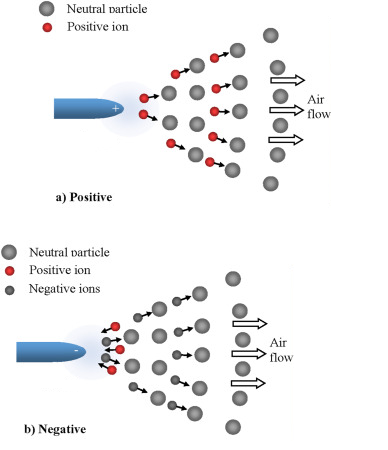 Neutral particle
Positive ion
+
Air
flow
a) Positive
Neutral particle
Positive ion
Negative ions
-
Air
flow
b) Negative